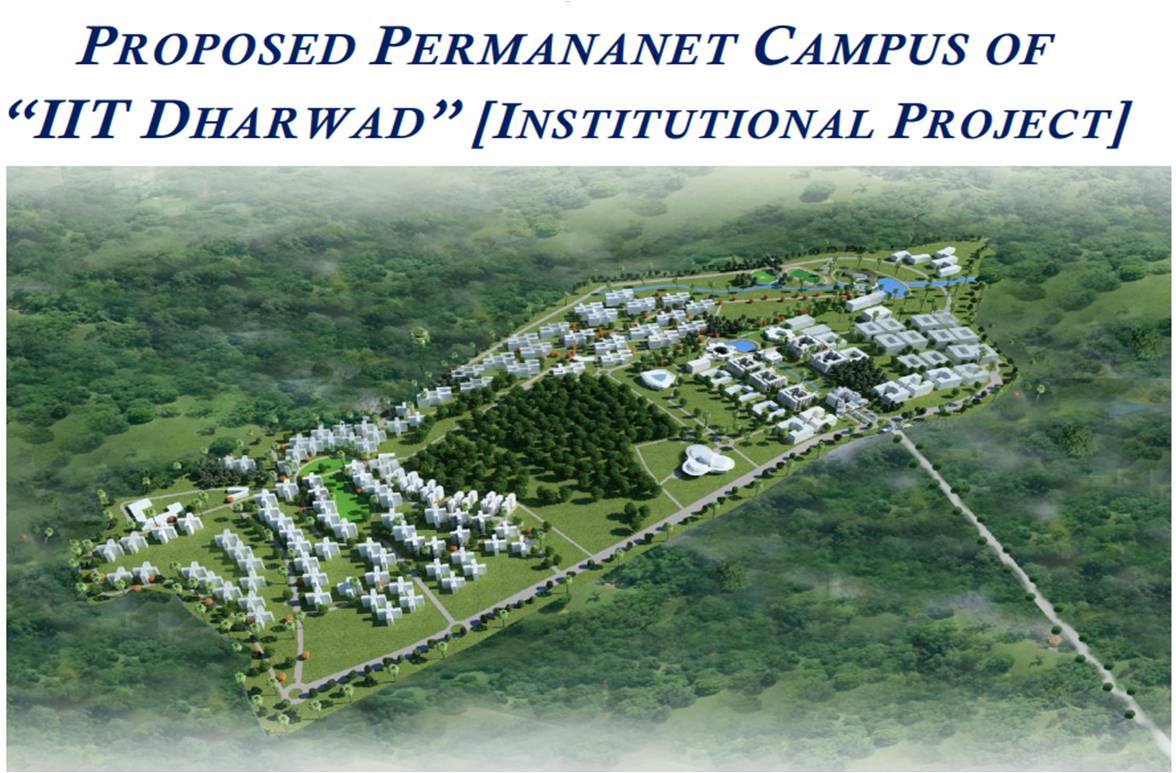 PROPOSED PERMANANET CAMPUS OF
“IIT DHARWAD” [INSTITUTIONAL PROJECT]